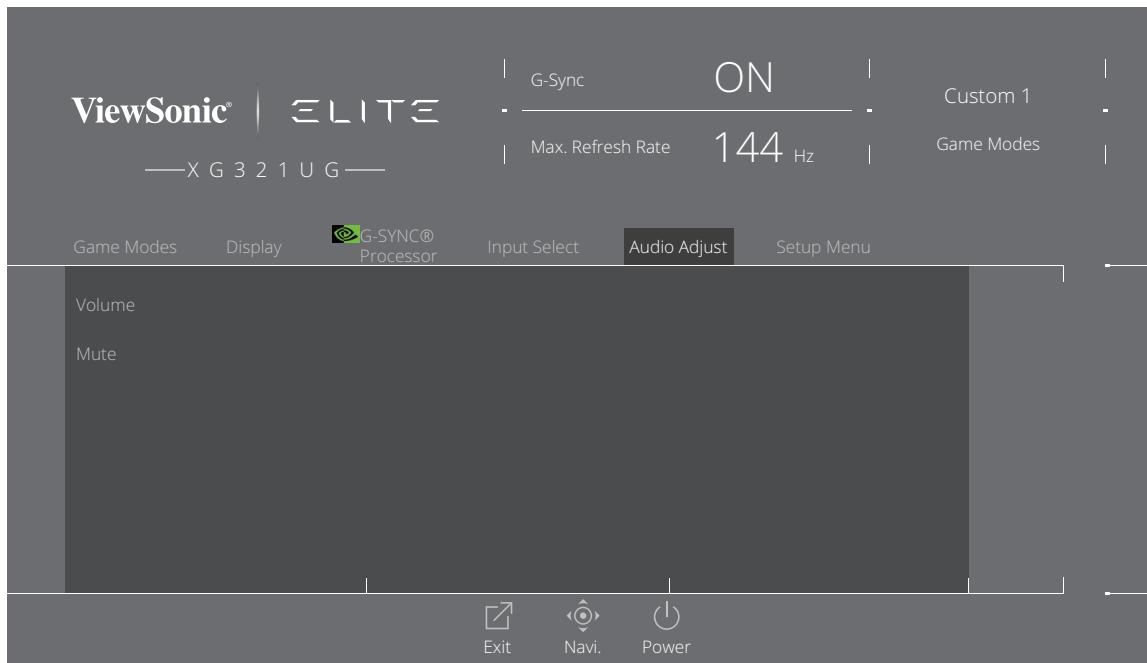 ViewSonic® ELITE
XG321UG
G-Sync ON
Max. Refresh Rate 144 Hz
Custom 1
Game Modes
Game Modes Display G-SYNC® Processor Input Select Audio Adjust Setup Menu
Volume
Mute
Exit Navi. Power